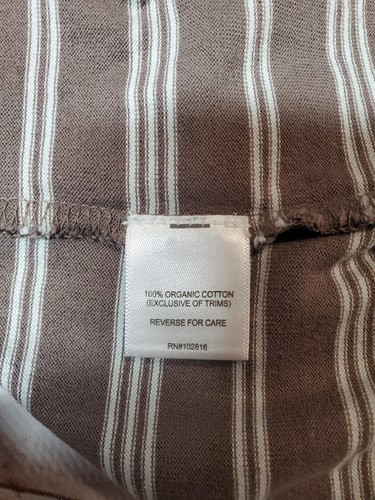 100% ORGANIC COTTON
(EXCLUSIVE OF TRIMS)
REVERSE FOR CARE
RN#102816